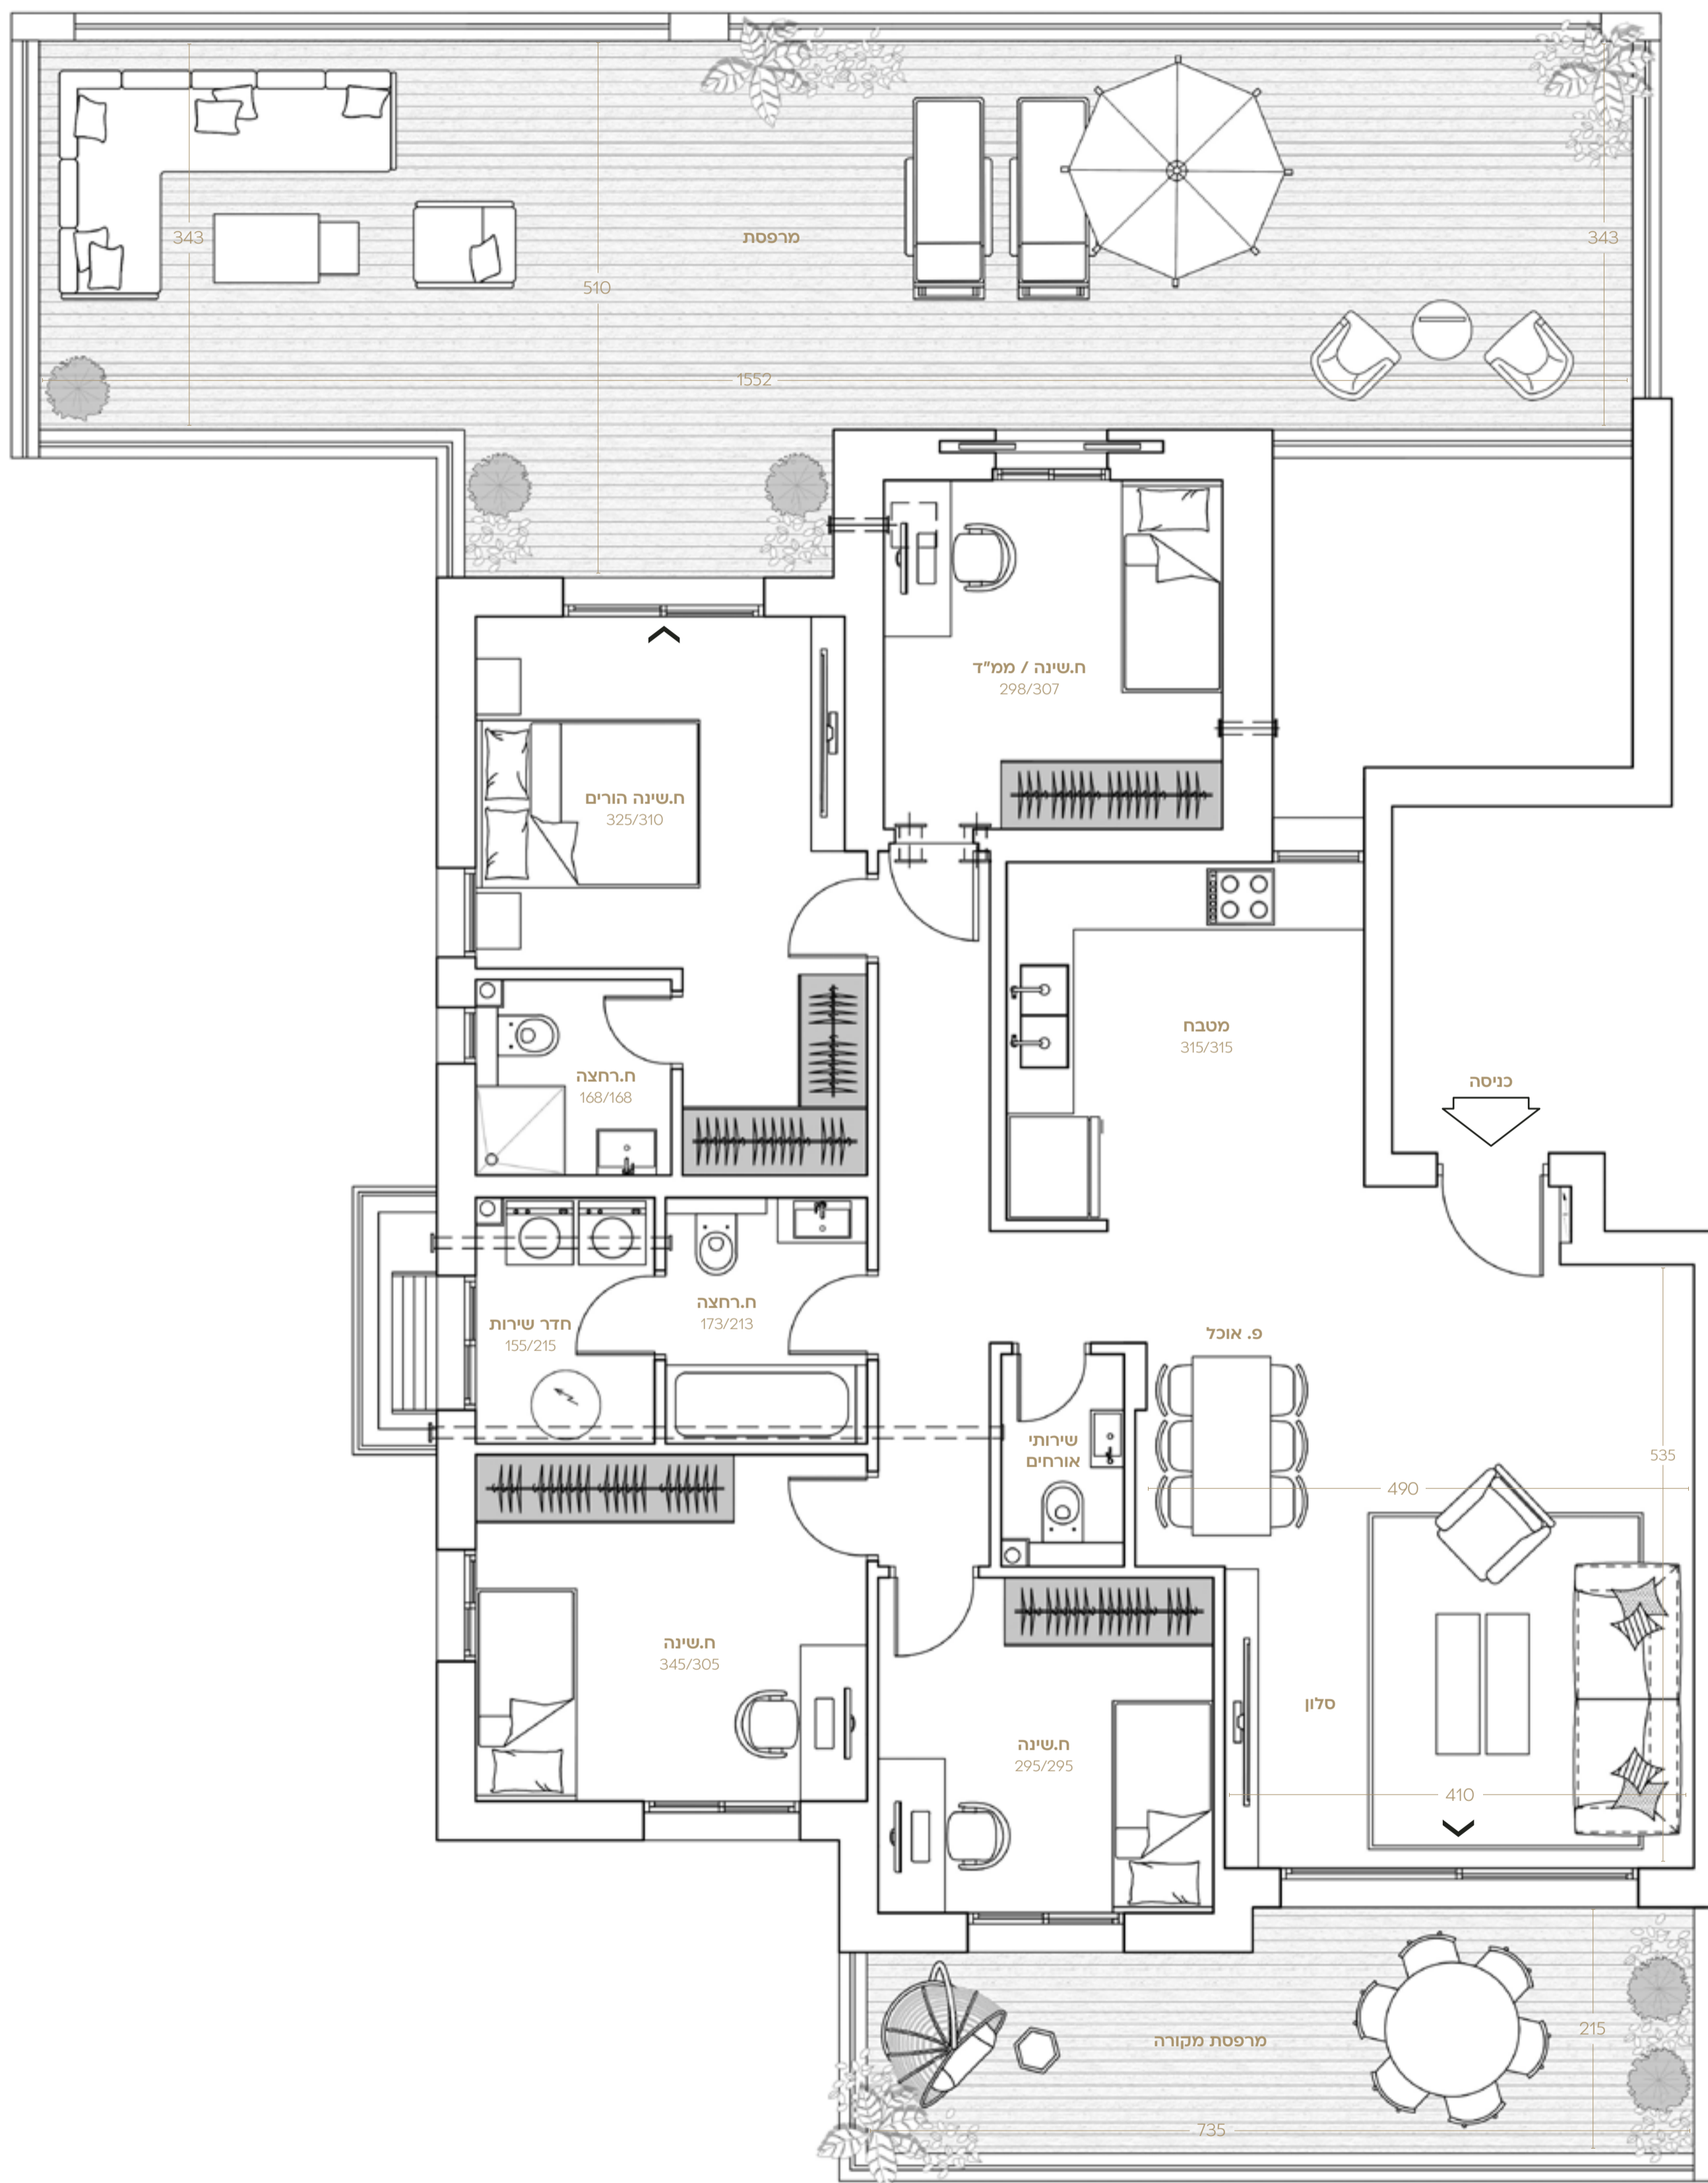 343
510
מרפסת
343
1552
ח.שינה / ממ"ד
298/307
ח.שינה הורים
325/310
מטבח
315/315
ח.רחצה
168/168
כניסה
ח.רחצה
173/213
חדר שירות
155/215
פ. אוכל
שירותי
אורחים
535
490
ח.שינה
345/305
סלון
ח.שינה
295/295
410
מרפסת מקורה
215
735